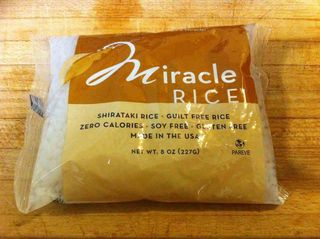 Miracle
RICE
SHIRATAKI RICE · GUILT FREE RICE
ZERO CALORIES · SOY FREE · GLUTEN FREE
MADE IN THE USA
NET WT. 8 OZ (227G)
PAREVE